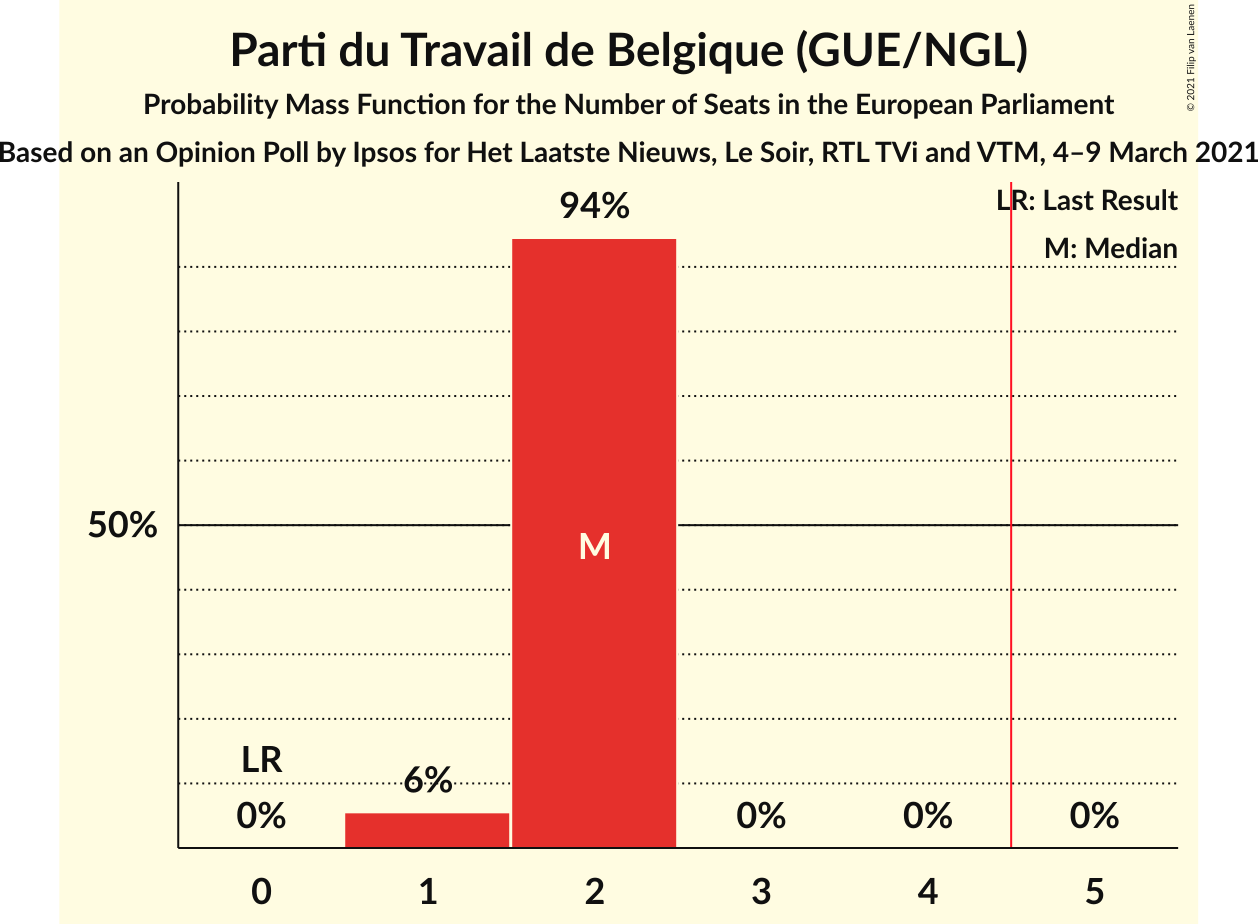 Parti du Travail de Belgique (GUE/NGL)
Probability Mass Function for the Number of Seats in the European Parliament
Based on an Opinion Poll by Ipsos for Het Laatste Nieuws, Le Soir, RTL TVi and VTM, 4–9 March 2021
© 2021 Filip van Laenen
LR: Last Result
M: Median
94%
50%
M
LR
0%
6%
0%
0%
0%
0 1 2 3 4 5